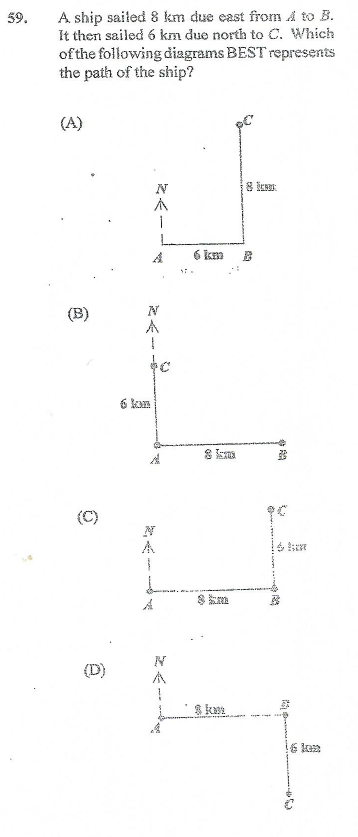 59. A ship sailed 8 km due east from A to B.
It then sailed 6 km due north to C. Which
of the following diagrams BEST represents
the path of the ship?
(A)
C
N
8 km
A 6 km B
(B)
N
C
6 km
A 8 km B
(C)
C
N
6 km
A 8 km B
(D)
N
8 km B
A
6 km
C